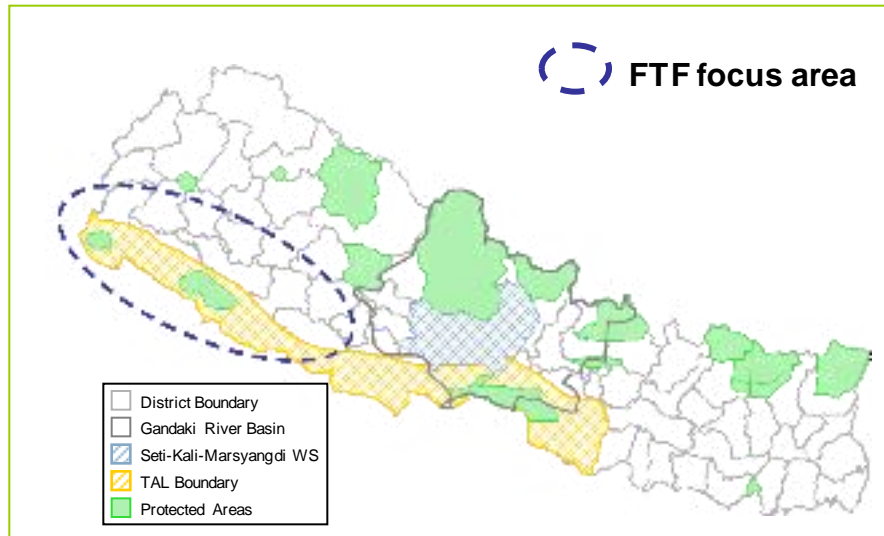 FTF focus area
District Boundary
Gandaki River Basin
Seti-Kali-Marsyangdi WS
TAL Boundary
Protected Areas